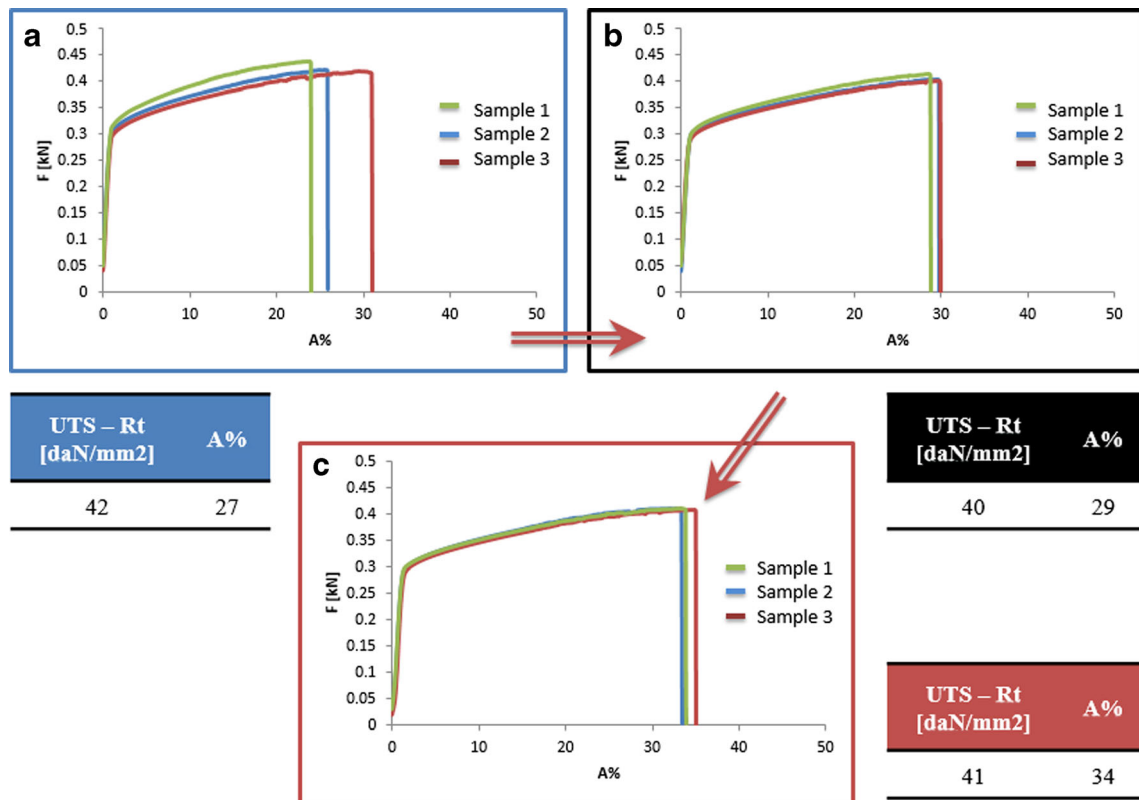 a
0.5
0.45
0.4
0.35
0.3
0.25
0.2
0.15
0.1
0.05
0
F [kN]
0 10 20 30 40 50
A%
Sample 1
Sample 2
Sample 3
b
0.5
0.45
0.4
0.35
0.3
0.25
0.2
0.15
0.1
0.05
0
F [kN]
0 10 20 30 40 50
A%
Sample 1
Sample 2
Sample 3
UTS – Rt
[daN/mm2] A%
42 27
c
0.5
0.45
0.4
0.35
0.3
0.25
0.2
0.15
0.1
0.05
0
F [kN]
0 10 20 30 40 50
A%
Sample 1
Sample 2
Sample 3
UTS – Rt
[daN/mm2] A%
40 29
UTS – Rt
[daN/mm2] A%
41 34